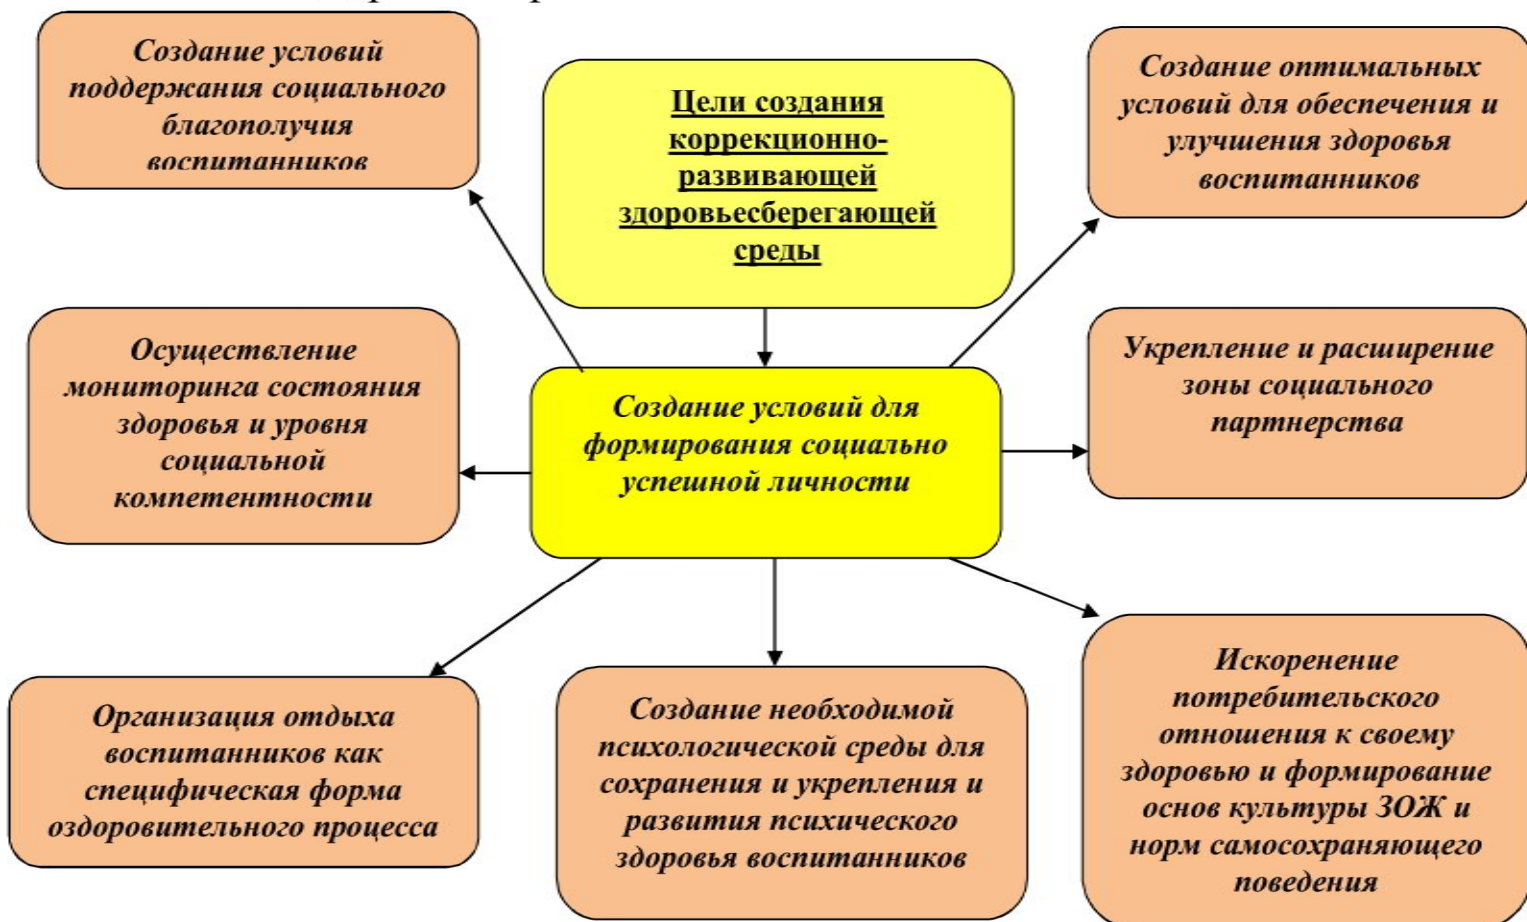 Создание условий
поддержания социального
благополучия
воспитанников
Цели создания
коррекционно-
развивающей
здоровьесберегающей
среды
Создание оптимальных
условий для обеспечения и
улучшения здоровья
воспитанников
Осуществление
мониторинга состояния
здоровья и уровня
социальной
компетентности
Создание условий для
формирования социально
успешной личности
Укрепление и расширение
зоны социального
партнерства
Организация отдыха
воспитанников как
специфическая форма
оздоровительного процесса
Создание необходимой
психологической среды для
сохранения и укрепления и
развития психического
здоровья воспитанников
Искоренение
потребительского
отношения к своему
здоровью и формирование
основ культуры ЗОЖ и
норм самосохраняющего
поведения